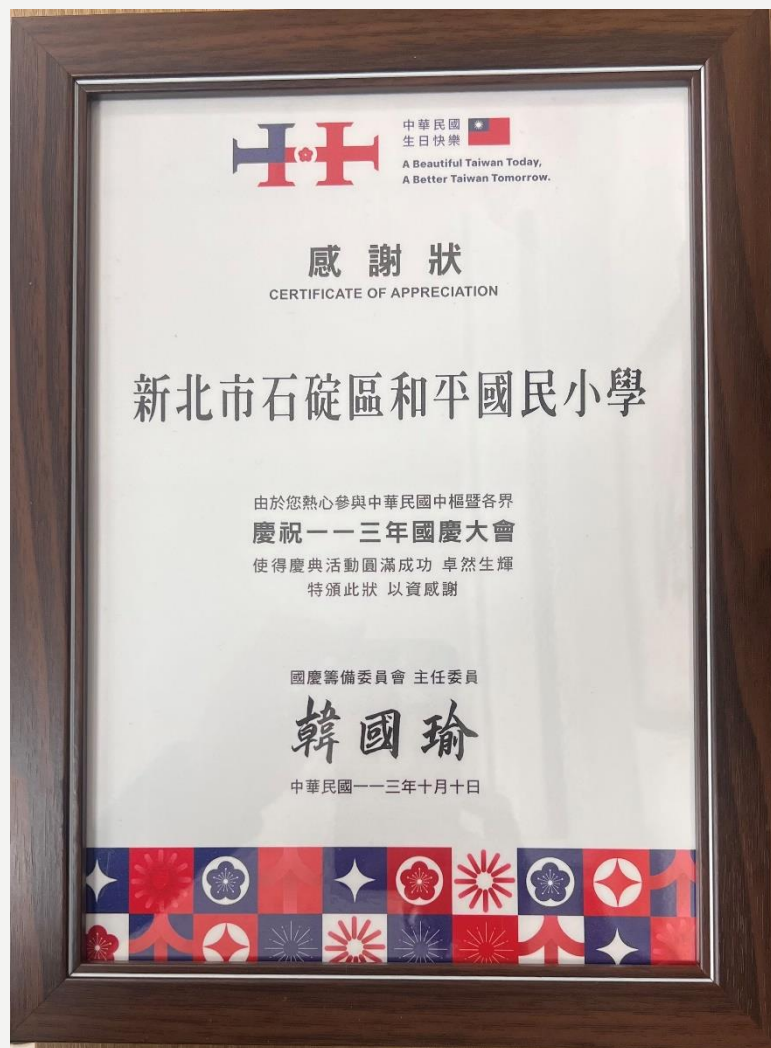 中華民國
生日快樂
A Beautiful Taiwan Today,
A Better Taiwan Tomorrow.
感謝狀
CERTIFICATE OF APPRECIATION
新北市石碇區和平國民小學
由於您熱心參與中華民國中樞暨各界
慶祝一一三年國慶大會
使得慶典活動圓滿成功 卓然生輝
特頒此狀 以資感謝
國慶籌備委員會 主任委員
韓國瑜
中華民國一一三年十月十日